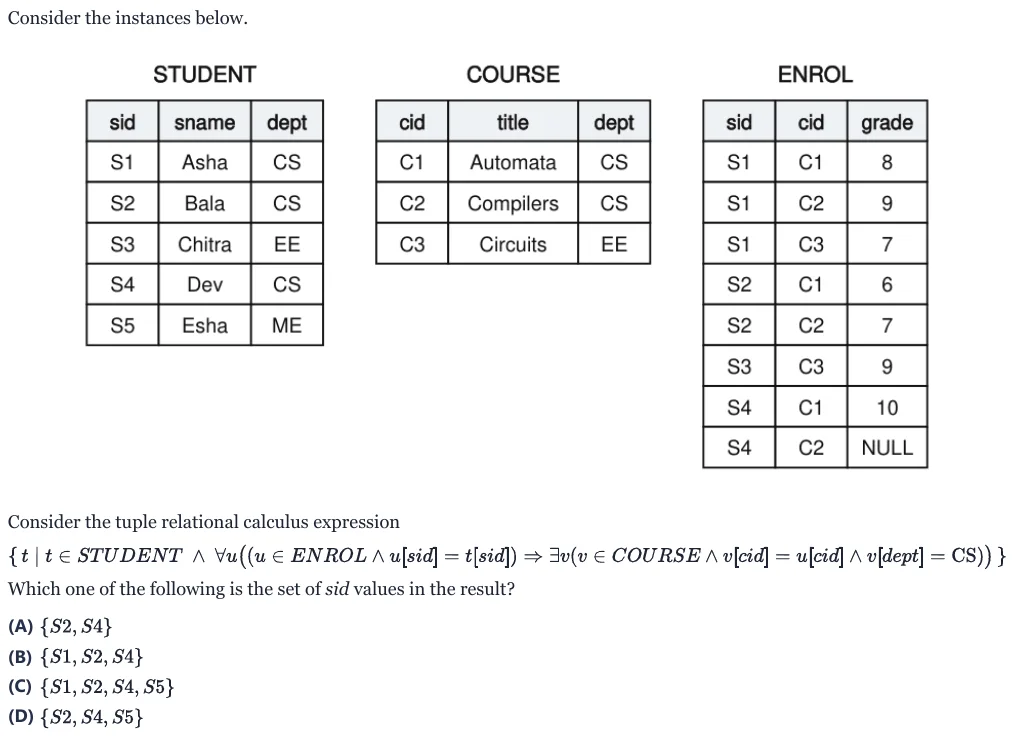 Consider the instances below.
STUDENT
sid sname dept
S1 Asha CS
S2 Bala CS
S3 Chitra EE
S4 Dev CS
S5 Esha ME
COURSE
cid title dept
C1 Automata CS
C2 Compilers CS
C3 Circuits EE
ENROL
sid cid grade
S1 C1 8
S1 C2 9
S1 C3 7
S2 C1 6
S2 C2 7
S3 C3 9
S4 C1 10
S4 C2 NULL
Consider the tuple relational calculus expression
{ t | t ∈ STUDENT ∧ ∀u((u ∈ ENROL ∧ u[sid] = t[sid]) ⇒ ∃v(v ∈ COURSE ∧ v[cid] = u[cid] ∧ v[dept] = CS)) }
Which one of the following is the set of sid values in the result?
(A) {S2, S4}
(B) {S1, S2, S4}
(C) {S1, S2, S4, S5}
(D) {S2, S4, S5}